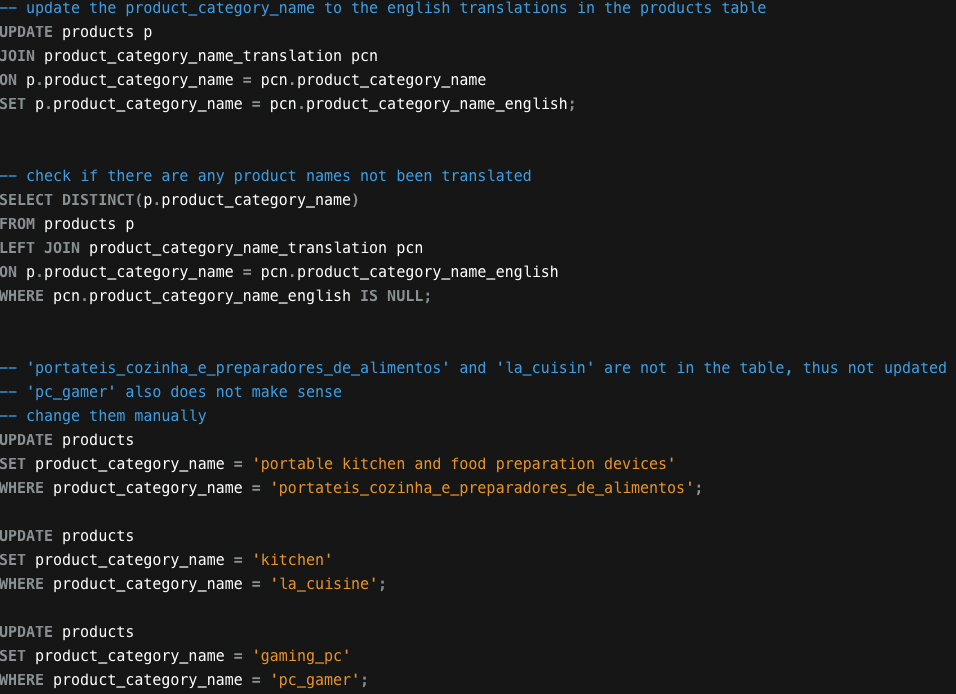 -- update the product_category_name to the english translations in the products table
UPDATE products p
JOIN product_category_name_translation pcn
ON p.product_category_name = pcn.product_category_name
SET p.product_category_name = pcn.product_category_name_english;
-- check if there are any product names not been translated
SELECT DISTINCT(p.product_category_name)
FROM products p
LEFT JOIN product_category_name_translation pcn
ON p.product_category_name = pcn.product_category_name_english
WHERE pcn.product_category_name_english IS NULL;
-- 'portateis_cozinha_e_preparadores_de_alimentos' and 'la_cuisin' are not in the table, thus not updated
-- 'pc_gamer' also does not make sense
-- change them manually
UPDATE products
SET product_category_name = 'portable kitchen and food preparation devices'
WHERE product_category_name = 'portateis_cozinha_e_preparadores_de_alimentos';
UPDATE products
SET product_category_name = 'kitchen'
WHERE product_category_name = 'la_cuisine';
UPDATE products
SET product_category_name = 'gaming_pc'
WHERE product_category_name = 'pc_gamer';